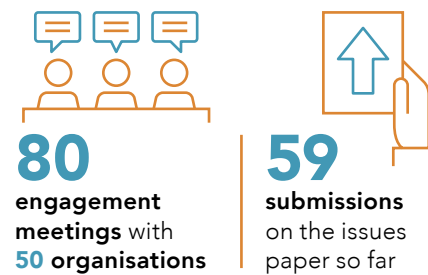 80
engagement
meetings with
50 organisations
59
submissions
on the issues
paper so far